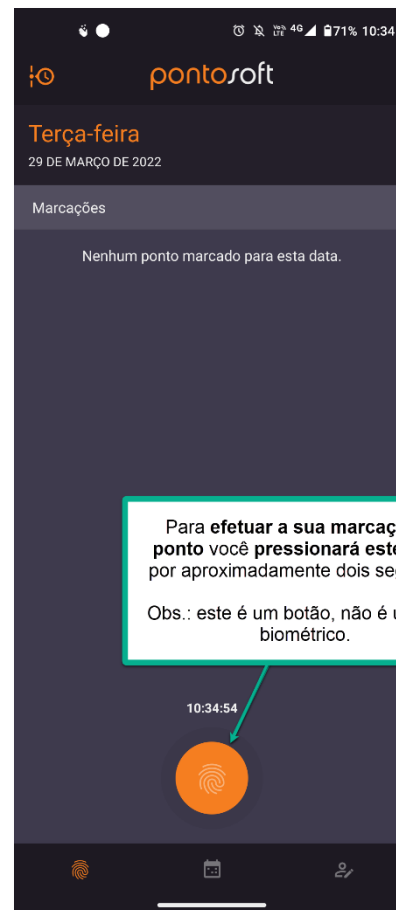 4G 71% 10:34
pontosoft
Terça-feira
29 DE MARÇO DE 2022
Marcações
Nenhum ponto marcado para esta data.
Para efetuar a sua marcaç
ponto você pressionará este
por aproximadamente dois se
Obs.: este é um botão, não é
biométrico.
10:34:54